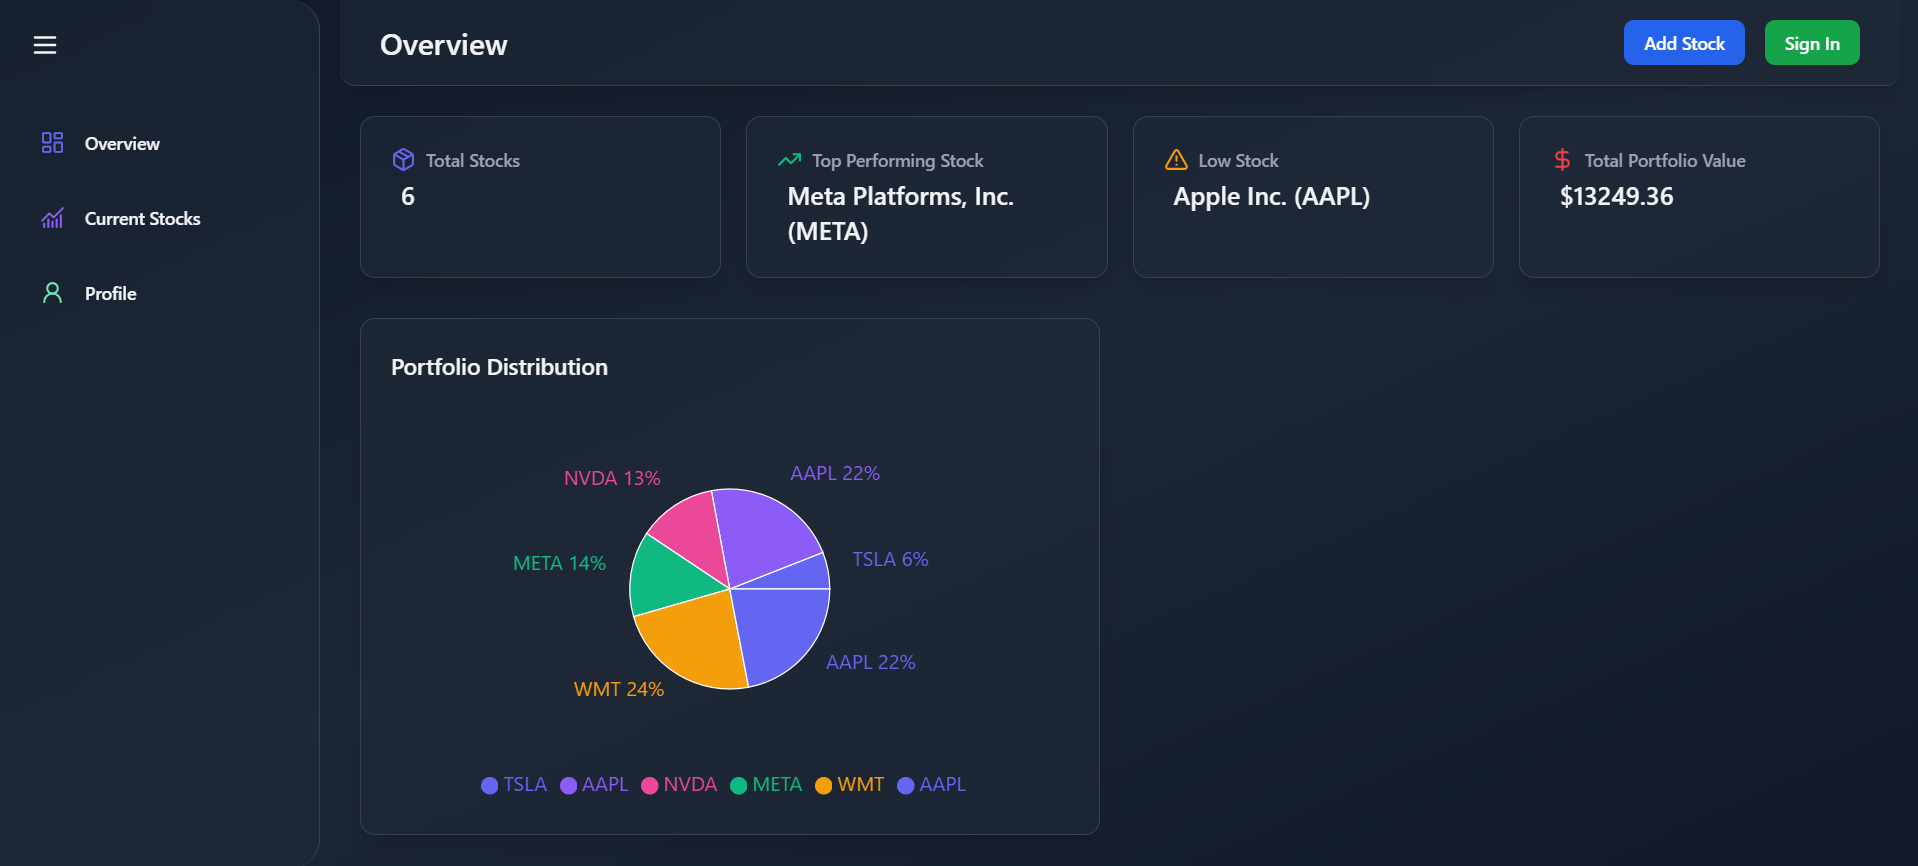 Overview
Add Stock
Sign In
Overview
Current Stocks
Profile
Total Stocks
6
Top Performing Stock
Meta Platforms, Inc.
(META)
Low Stock
Apple Inc. (AAPL)
Total Portfolio Value
$13249.36
Portfolio Distribution
NVDA 13%
AAPL 22%
META 14%
TSLA 6%
WMT 24%
AAPL 22%
TSLA AAPL NVDA META WMT AAPL